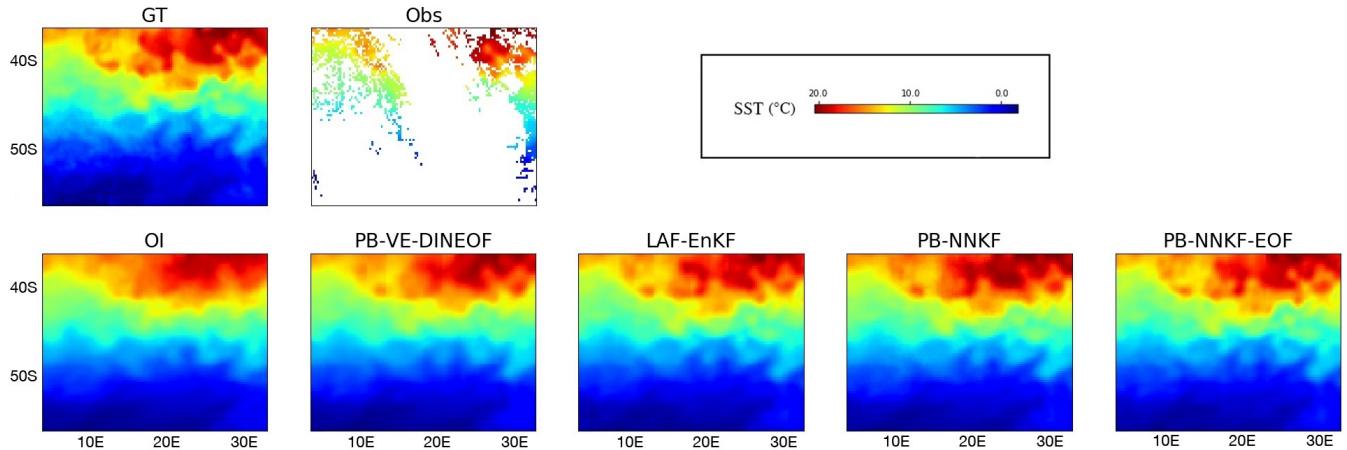 GT
Obs
40S
50S
SST (°C)
20.0
10.0
0.0
OI
PB-VE-DINEOF
LAF-EnKF
PB-NNKF
PB-NNKF-EOF
40S
50S
10E
20E
30E
10E
20E
30E
10E
20E
30E
10E
20E
30E
10E
20E
30E